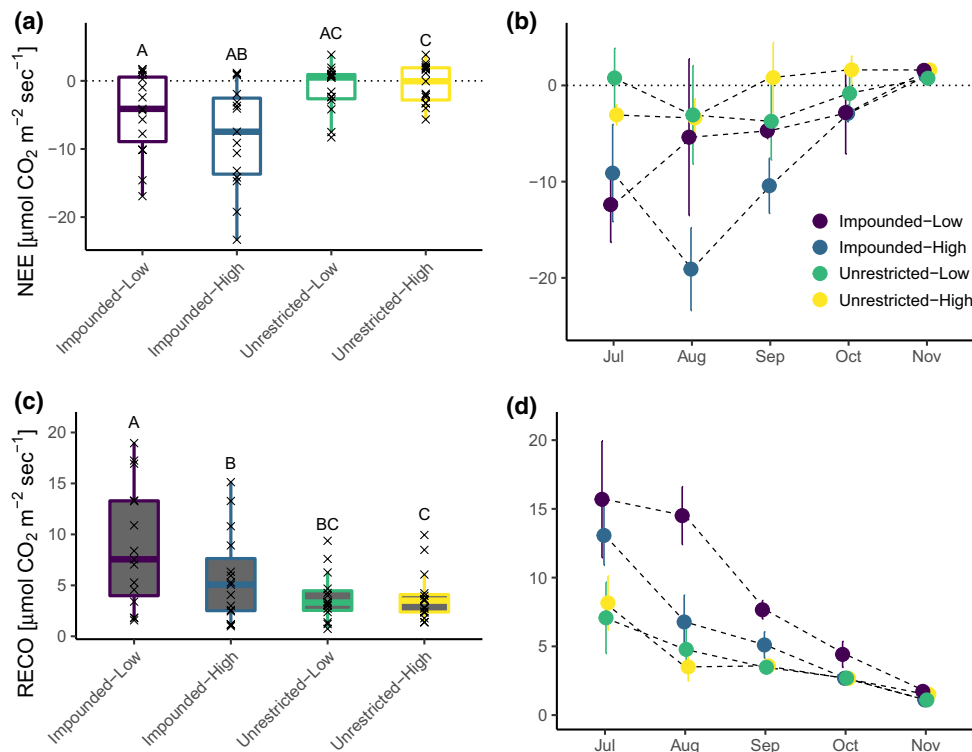 (a)
NEE [µmol CO2 m−2 sec−1]
0
−10
−20
A
AB
AC
C
Impounded−Low
Impounded−High
Unrestricted−Low
Unrestricted−High
(b)
0
−10
−20
Impounded−Low
Impounded−High
Unrestricted−Low
Unrestricted−High
Jul Aug Sep Oct Nov
(c)
RECO [µmol CO2 m−2 sec−1]
20
15
10
5
0
A
B
BC
C
Impounded−Low
Impounded−High
Unrestricted−Low
Unrestricted−High
(d)
20
15
10
5
0
Jul Aug Sep Oct Nov